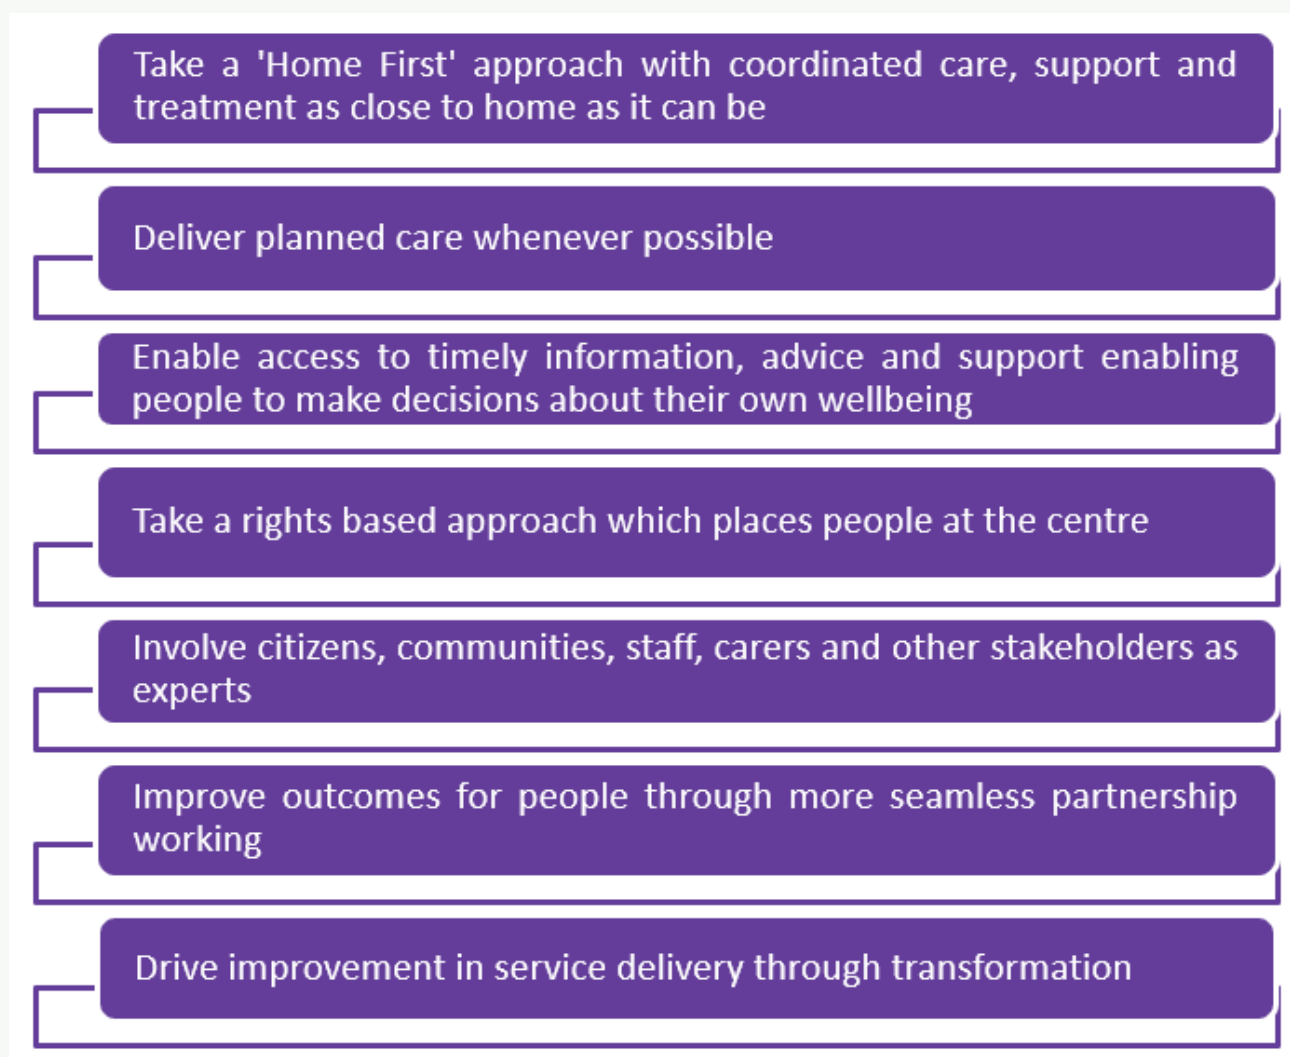 Take a 'Home First' approach with coordinated care, support and
treatment as close to home as it can be
Deliver planned care whenever possible
Enable access to timely information, advice and support enabling
people to make decisions about their own wellbeing
Take a rights based approach which places people at the centre
Involve citizens, communities, staff, carers and other stakeholders as
experts
Improve outcomes for people through more seamless partnership
working
Drive improvement in service delivery through transformation